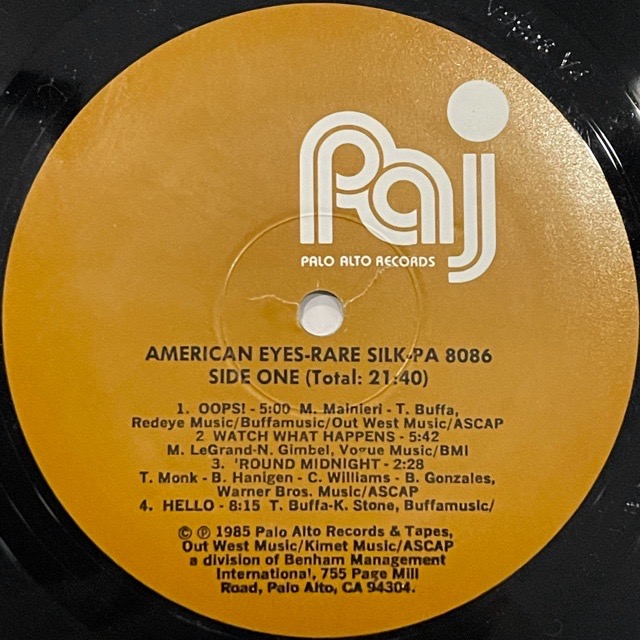 Paj
PALO ALTO RECORDS
AMERICAN EYES-RARE SILK-PA 8086
SIDE ONE (Total: 21:40)
1. OOPS! - 5:00 M. Mainieri - T. Buffa,
Redeye Music/Buffamusic/Out West Music/ASCAP
2 WATCH WHAT HAPPENS - 5:42
M. LeGrand-N. Gimbel, Vogue Music/BMI
3. 'ROUND MIDNIGHT - 2:28
T. Monk - B. Hanigen - C. Williams - B. Gonzales,
Warner Bros. Music/ASCAP
4. HELLO - 8:15 T. Buffa-K. Stone, Buffamusic/
© ℗ 1985 Palo Alto Records & Tapes,
Out West Music/Kimet Music/ASCAP
a division of Benham Management
International, 755 Page Mill
Road, Palo Alto, CA 94304.